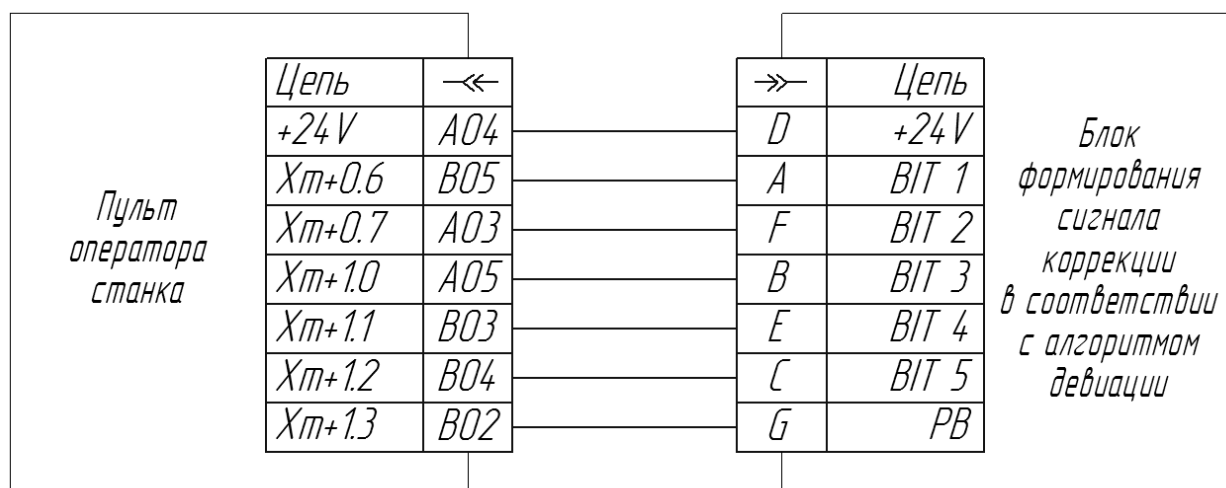 Пульт
оператора
станка
Цепь
+24V A04
Xm+0.6 B05
Xm+0.7 A03
Xm+1.0 A05
Xm+1.1 B03
Xm+1.2 B04
Xm+1.3 B02
Цепь
D +24V
A BIT 1
F BIT 2
B BIT 3
E BIT 4
C BIT 5
G PB
Блок
формирования
сигнала
коррекции
в соответствии
с алгоритмом
девиации